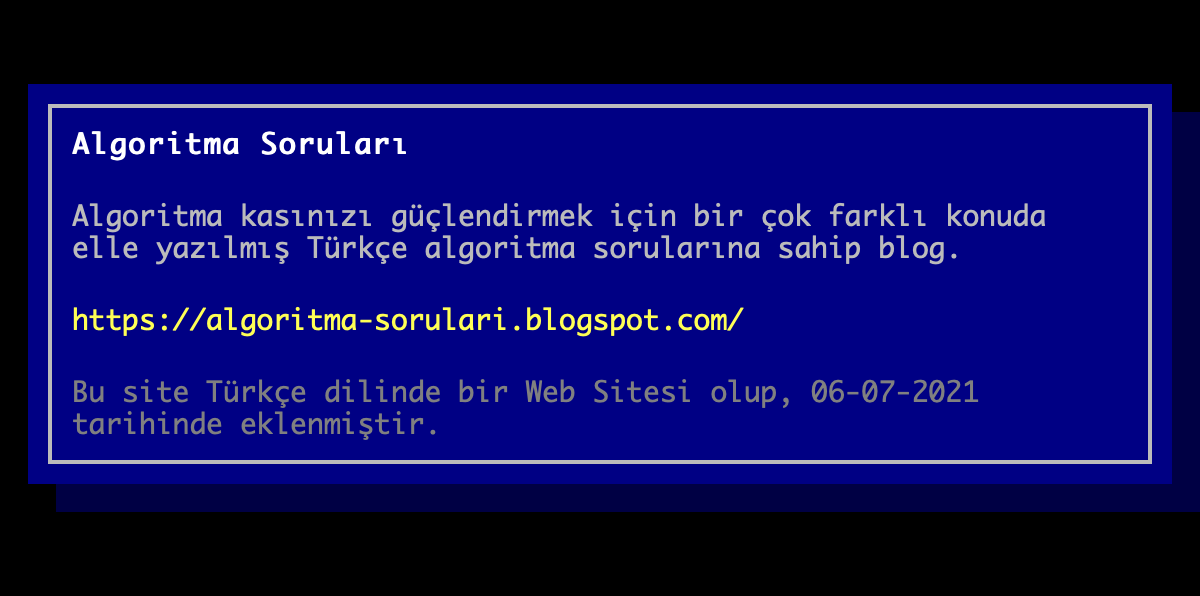 Algoritma Soruları
Algoritma kasınızı güçlendirmek için bir çok farklı konuda
elle yazılmış Türkçe algoritma sorularına sahip blog.
https://algoritma-sorulari.blogspot.com/
Bu site Türkçe dilinde bir Web Sitesi olup, 06-07-2021
tarihinde eklenmiştir.